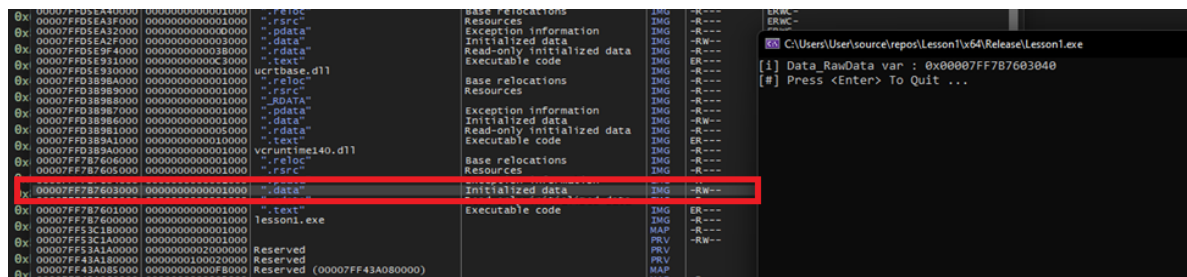 00007FFD5EA40000 0000000000001000 ".reloc" Base relocations IMG -R--- ERWC-
00007FFD5EA3F000 0000000000001000 ".rsrc" Resources IMG -R--- ERWC-
00007FFD5EA32000 000000000000D000 ".pdata" Exception information IMG -R---
00007FFD5EA2F000 0000000000003000 ".data" Initialized data IMG -RW--
00007FFD5E9F4000 000000000003B000 ".rdata" Read-only initialized data IMG -R---
00007FFD5E931000 00000000000C3000 ".text" Executable code IMG ER---
00007FFD5E930000 0000000000001000 ucrtbase.dll IMG -R---
00007FFD3B9BA000 0000000000001000 ".reloc" Base relocations IMG -R---
00007FFD3B9B9000 0000000000001000 ".rsrc" Resources IMG -R---
00007FFD3B9B8000 0000000000001000 "_RDATA" IMG -R---
00007FFD3B9B7000 0000000000001000 ".pdata" Exception information IMG -R---
00007FFD3B9B6000 0000000000001000 ".data" Initialized data IMG -RW--
00007FFD3B9B1000 0000000000005000 ".rdata" Read-only initialized data IMG -R---
00007FFD3B9A1000 0000000000010000 ".text" Executable code IMG ER---
00007FFD3B9A0000 0000000000001000 vcruntime140.dll IMG -R---
00007FF7B7606000 0000000000001000 ".reloc" Base relocations IMG -R---
00007FF7B7605000 0000000000001000 ".rsrc" Resources IMG -R---
00007FF7B7603000 0000000000001000 ".data" Initialized data IMG -RW--
00007FF7B7601000 0000000000001000 ".text" Executable code IMG ER---
00007FF7B7600000 0000000000001000 lesson1.exe IMG -R---
00007FF53C1B0000 0000000000001000 MAP -R---
00007FF53C1A0000 0000000000001000 PRV -RW--
00007FF53A1A0000 0000000002000000 Reserved PRV
00007FF43A180000 0000000100020000 Reserved PRV
00007FF43A085000 00000000000FB000 Reserved (00007FF43A080000) MAP
C:\Users\User\source\repos\Lesson1\x64\Release\Lesson1.exe
[i] Data_RawData var : 0x00007FF7B7603040
[#] Press <Enter> To Quit ...